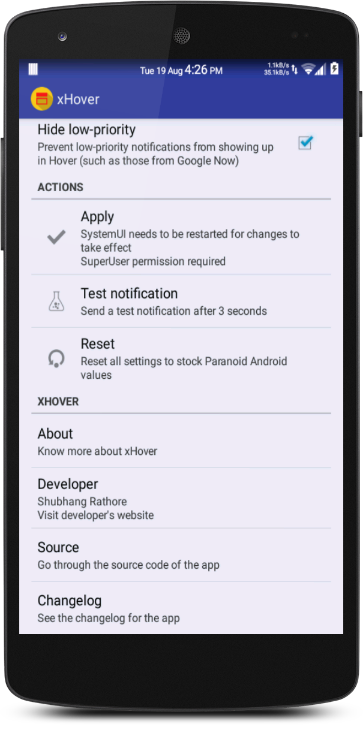 1.1kB/s
Tue 19 Aug 4:26 PM 35.1kB/s
xHover
Hide low-priority
Prevent low-priority notifications from showing up
in Hover (such as those from Google Now)
ACTIONS
Apply
SystemUI needs to be restarted for changes to
take effect
SuperUser permission required
Test notification
Send a test notification after 3 seconds
Reset
Reset all settings to stock Paranoid Android
values
XHOVER
About
Know more about xHover
Developer
Shubhang Rathore
Visit developer's website
Source
Go through the source code of the app
Changelog
See the changelog for the app